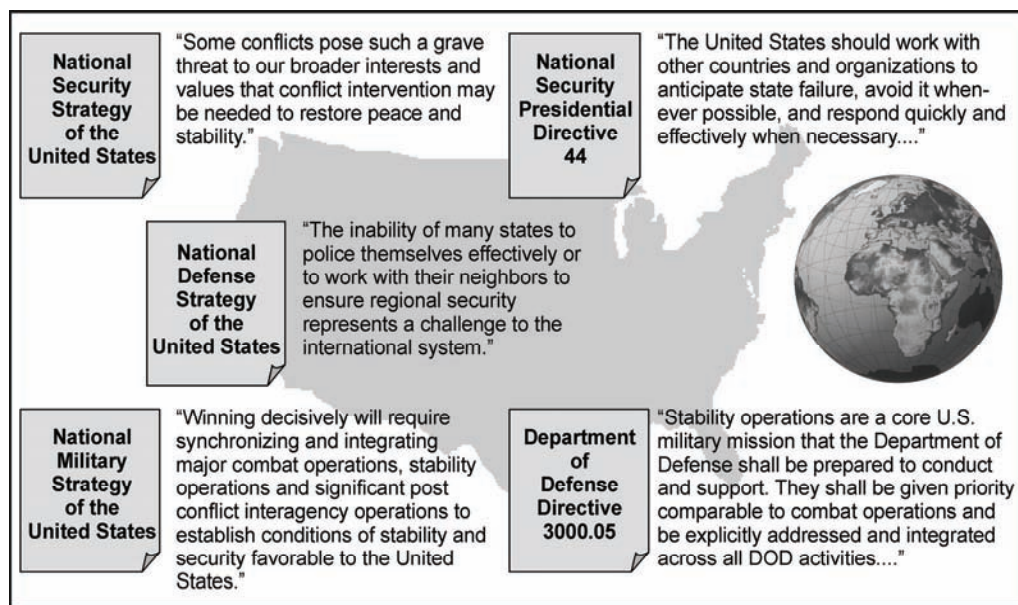 National
Security
Strategy
of the
United States
“Some conflicts pose such a grave
threat to our broader interests and
values that conflict intervention may
be needed to restore peace and
stability.”
National
Security
Presidential
Directive
44
“The United States should work with
other countries and organizations to
anticipate state failure, avoid it when-
ever possible, and respond quickly and
effectively when necessary....”
National
Defense
Strategy
of the
United States
“The inability of many states to
police themselves effectively or
to work with their neighbors to
ensure regional security
represents a challenge to the
international system.”
National
Military
Strategy
of the
United States
“Winning decisively will require
synchronizing and integrating
major combat operations, stability
operations and significant post
conflict interagency operations to
establish conditions of stability and
security favorable to the United
States.”
Department
of
Defense
Directive
3000.05
“Stability operations are a core U.S.
military mission that the Department of
Defense shall be prepared to conduct
and support. They shall be given priority
comparable to combat operations and
be explicitly addressed and integrated
across all DOD activities....”